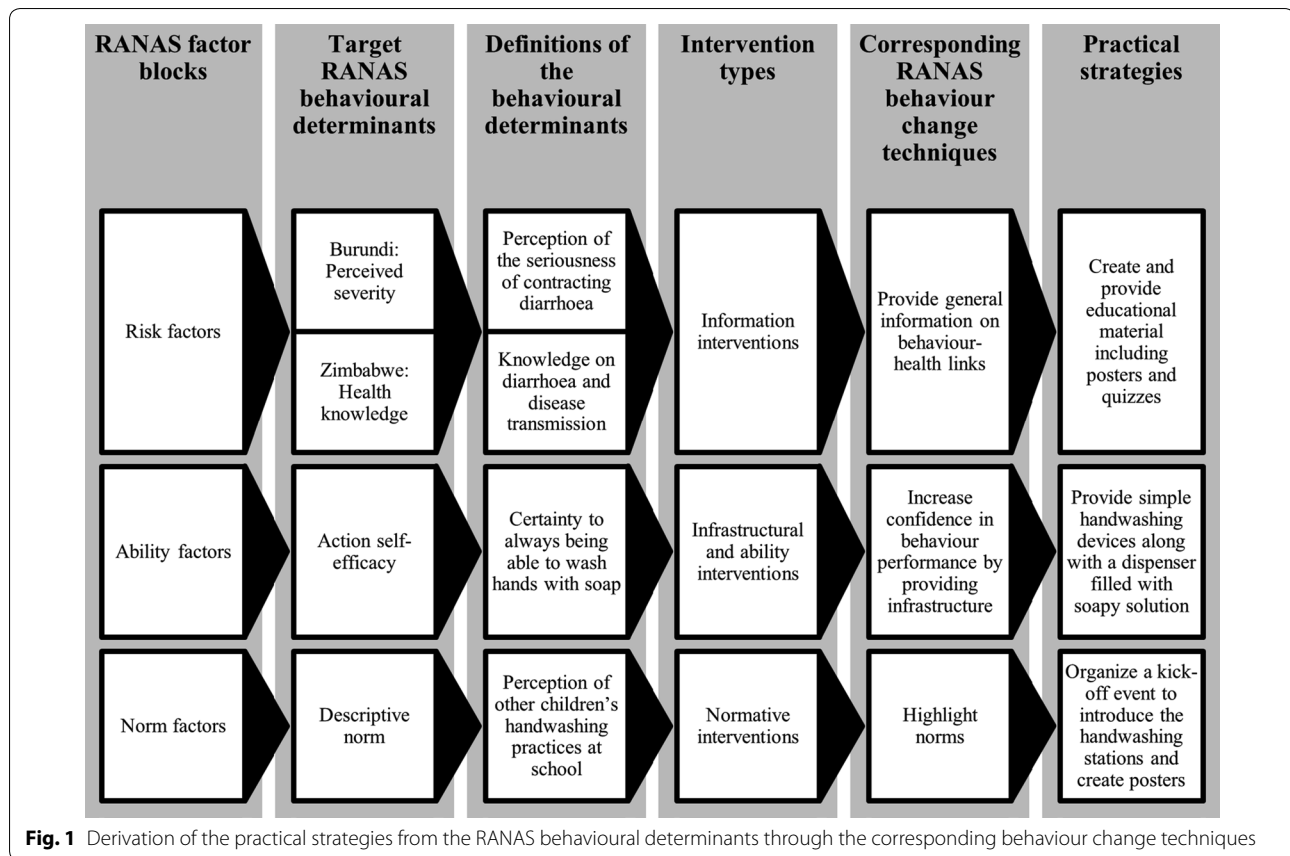 RANAS factor
blocks
Target
RANAS
behavioural
determinants
Definitions of
the
behavioural
determinants
Intervention
types
Corresponding
RANAS
behaviour
change
techniques
Practical
strategies
Risk factors
Burundi:
Perceived
severity
Zimbabwe:
Health
knowledge
Perception of
the seriousness
of contracting
diarrhoea
Knowledge on
diarrhoea and
disease
transmission
Information
interventions
Provide general
information on
behaviour-
health links
Create and
provide
educational
material
including
posters and
quizzes
Ability factors
Action self-
efficacy
Certainty to
always being
able to wash
hands with soap
Infrastructural
and ability
interventions
Increase
confidence in
behaviour
performance by
providing
infrastructure
Provide simple
handwashing
devices along
with a dispenser
filled with
soapy solution
Norm factors
Descriptive
norm
Perception of
other children's
handwashing
practices at
school
Normative
interventions
Highlight
norms
Organize a kick-
off event to
introduce the
handwashing
stations and
create posters
Fig. 1 Derivation of the practical strategies from the RANAS behavioural determinants through the corresponding behaviour change techniques